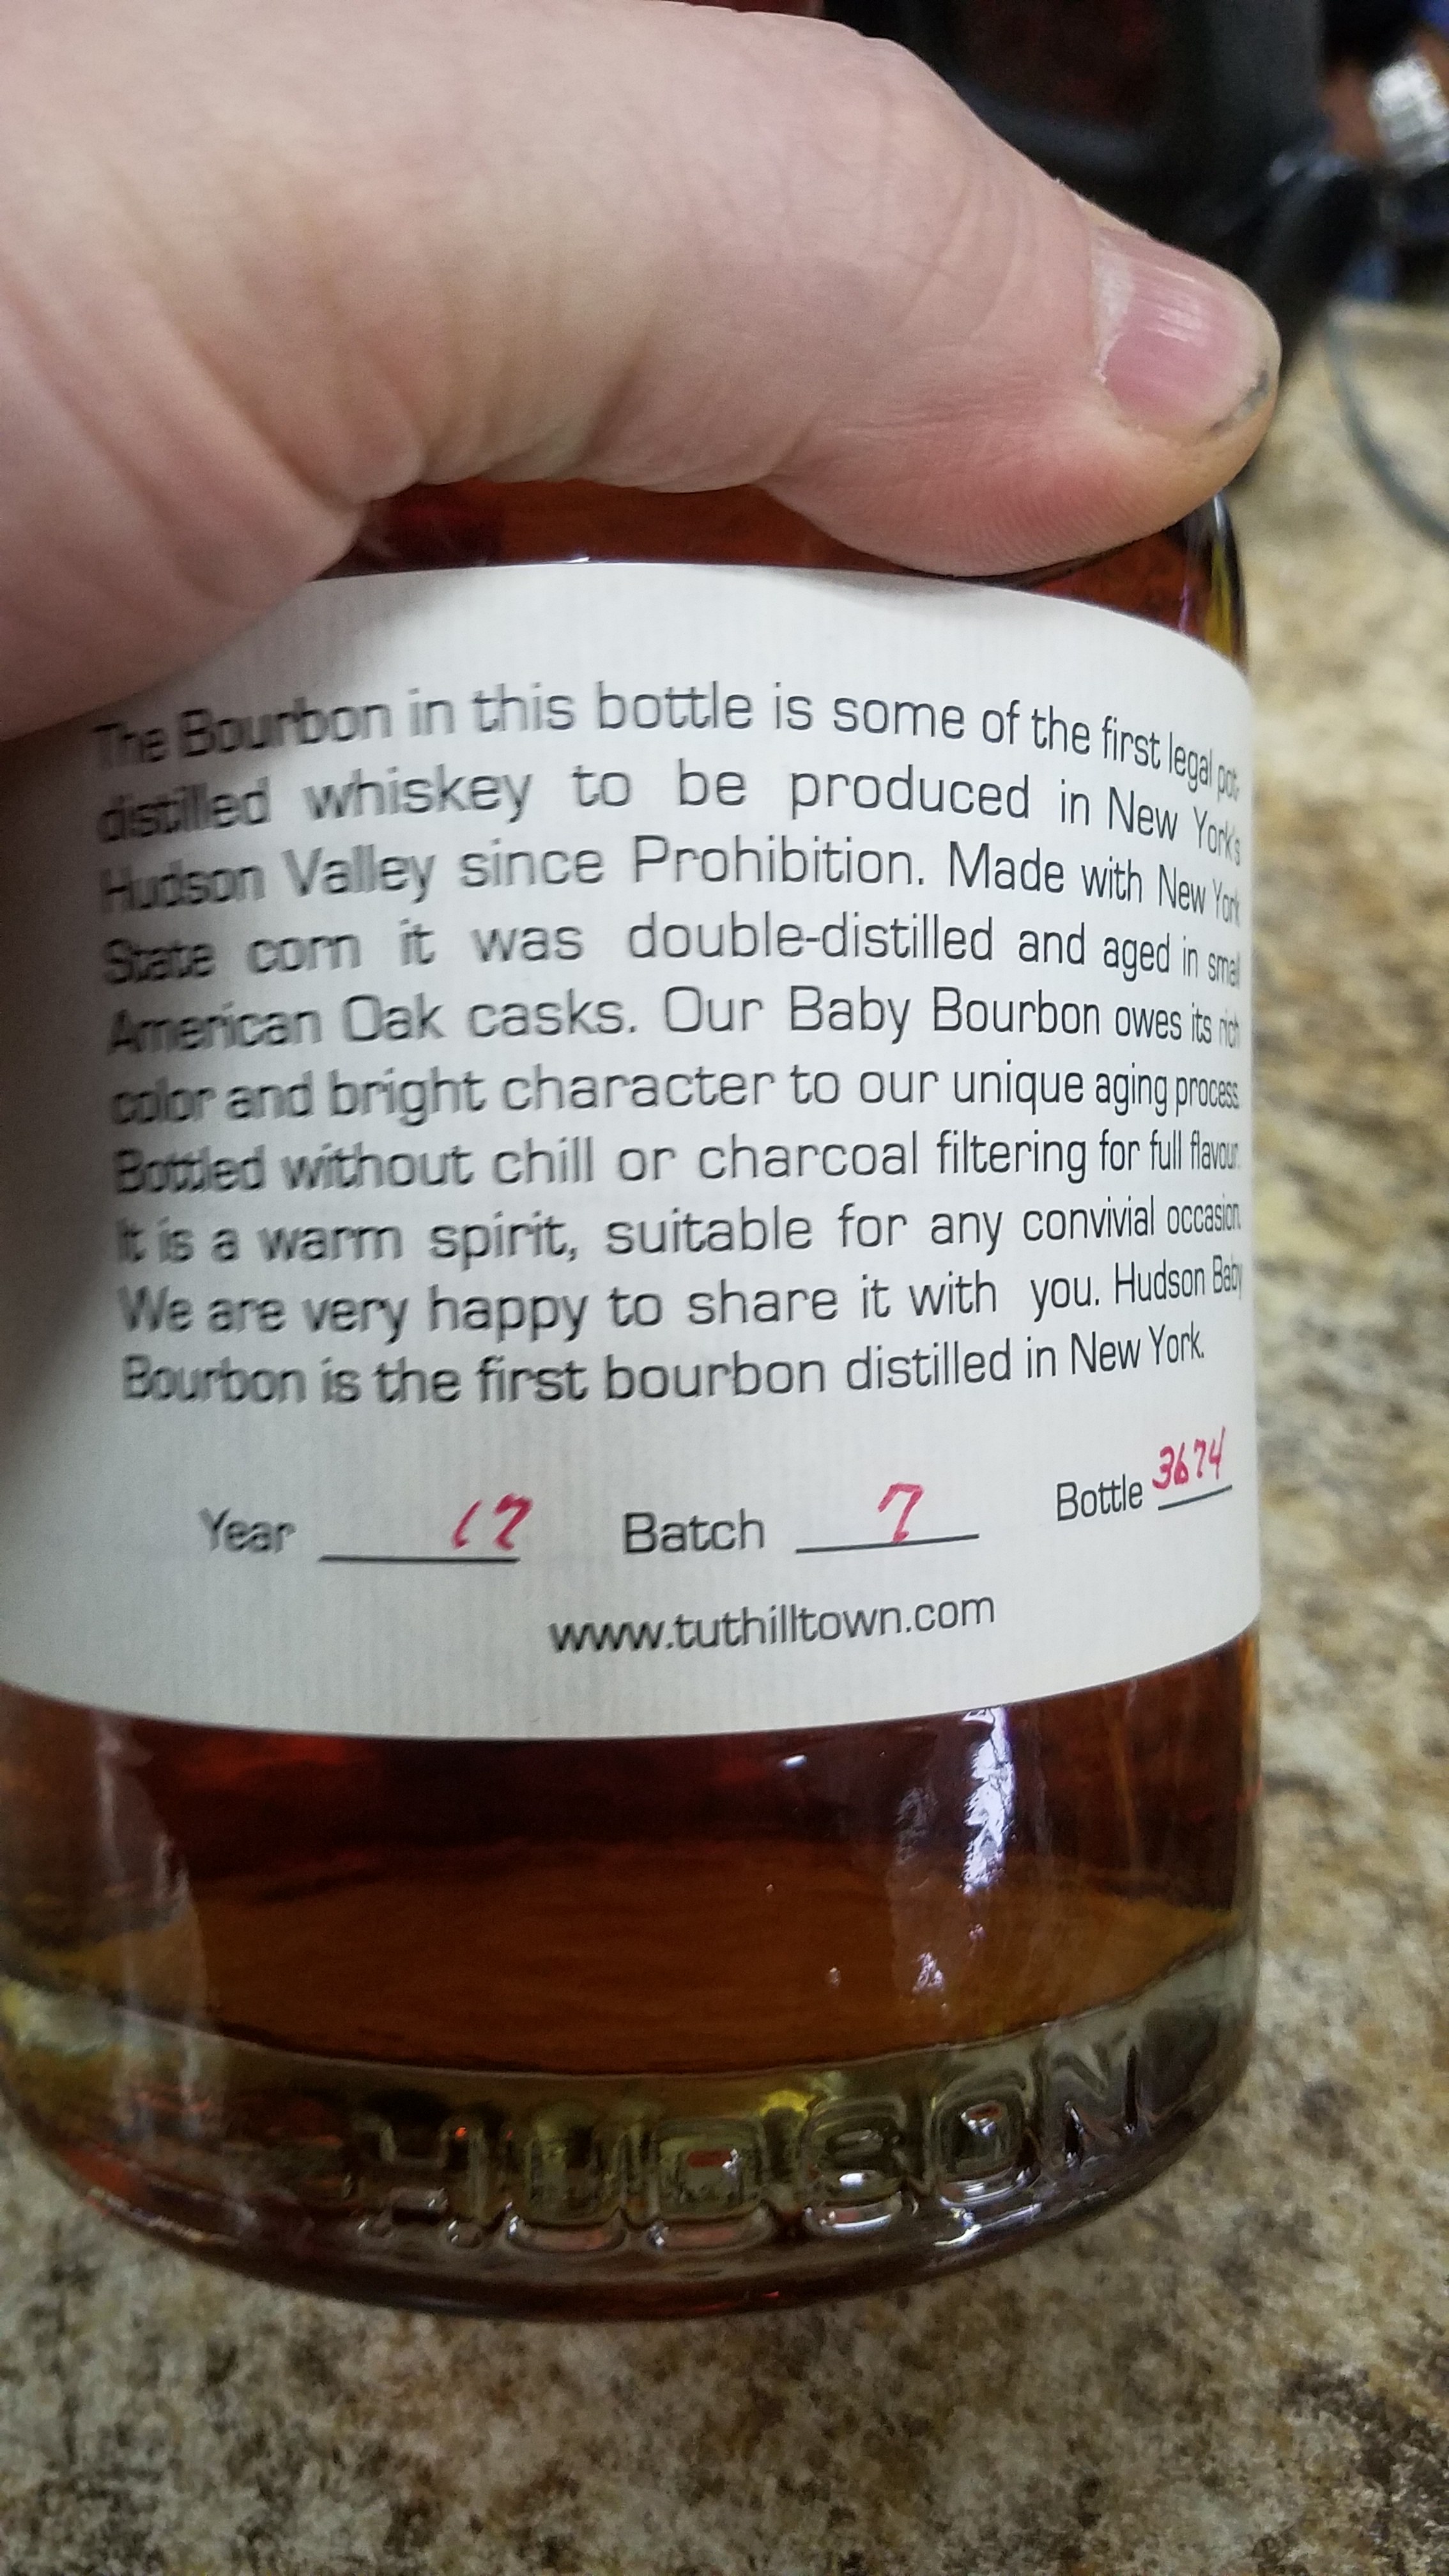 The Bourbon in this bottle is some of the first legal pot-
distilled whiskey to be produced in New York's
Hudson Valley since Prohibition. Made with New York
State corn it was double-distilled and aged in small
American Oak casks. Our Baby Bourbon owes its rich
color and bright character to our unique aging process.
Bottled without chill or charcoal filtering for full flavour.
It is a warm spirit, suitable for any convivial occasion.
We are very happy to share it with you. Hudson Baby
Bourbon is the first bourbon distilled in New York.
Year 17 Batch 7 Bottle 3674
www.tuthilltown.com
HUDSON